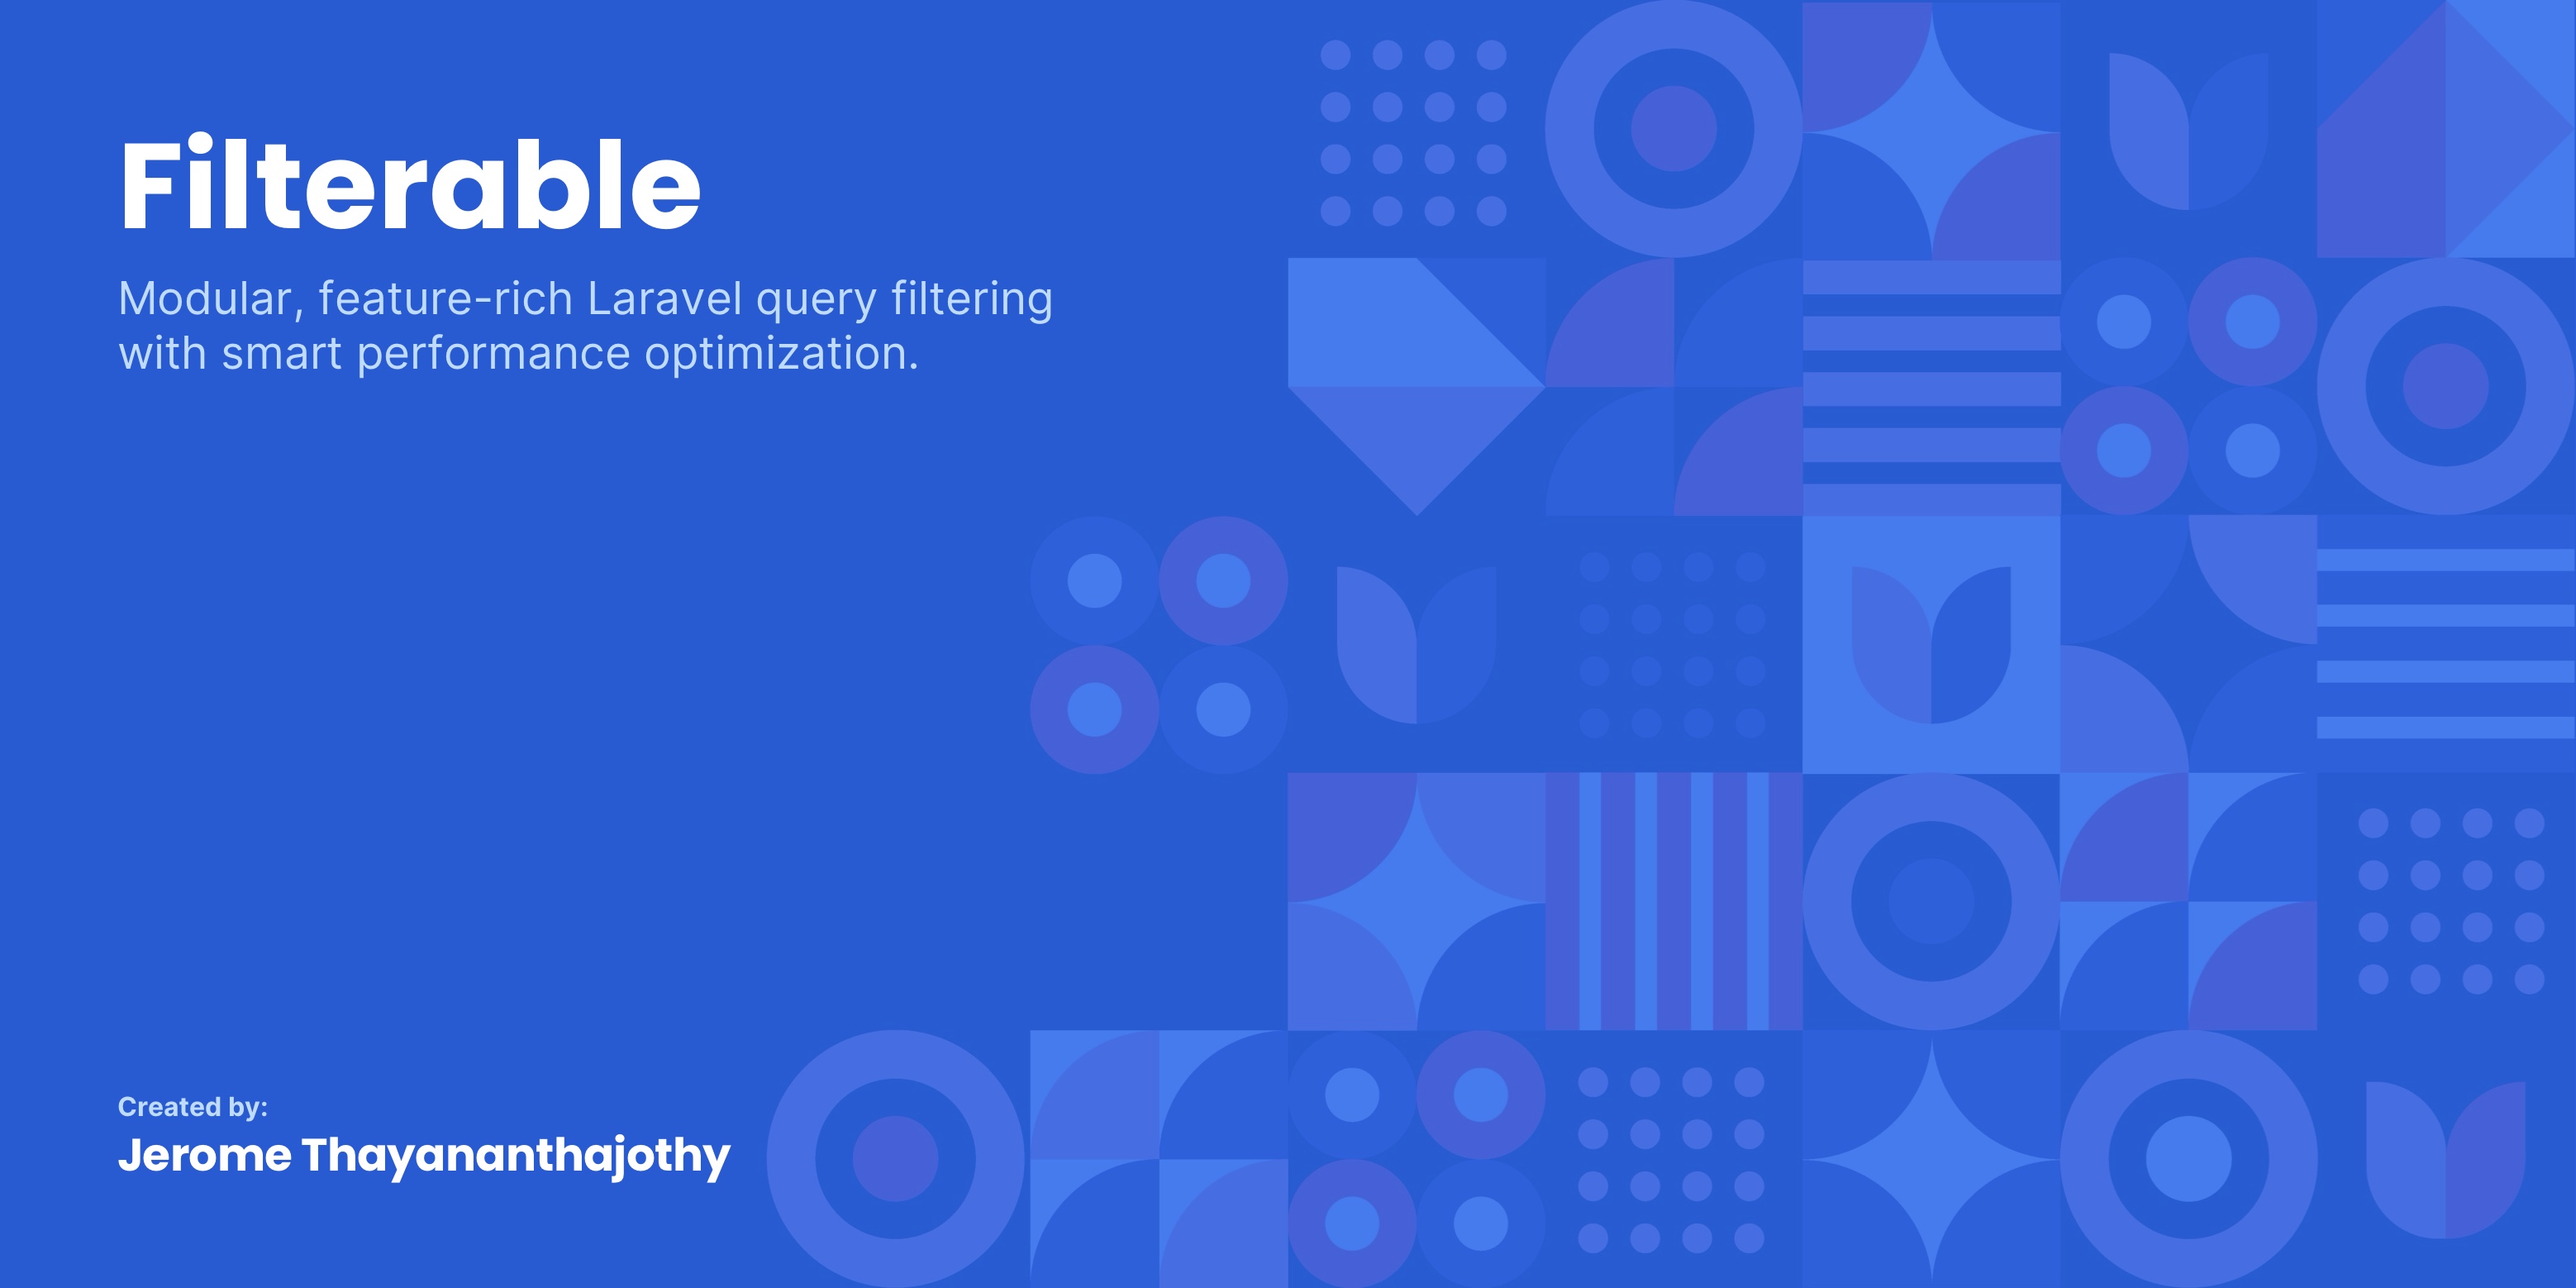 Filterable
Modular, feature-rich Laravel query filtering
with smart performance optimization.
Created by:
Jerome Thayananthajothy